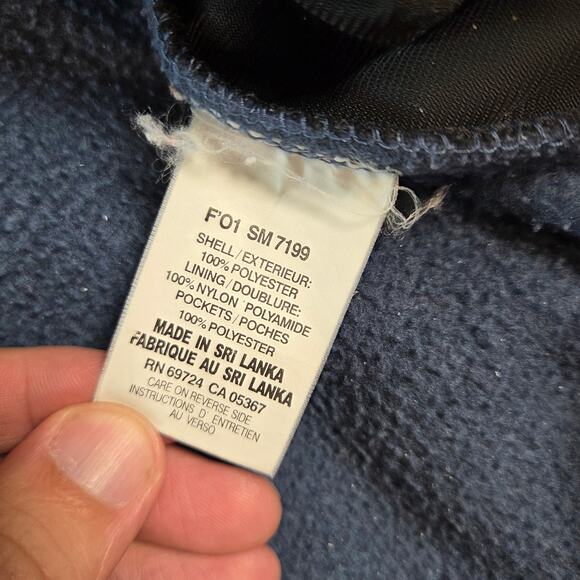 F'01 SM 7199
SHELL/EXTERIEUR:
100% POLYESTER
LINING/DOUBLURE:
100% NYLON POLYAMIDE
POCKETS/POCHES
100% POLYESTER
MADE IN SRI LANKA
FABRIQUE AU SRI LANKA
RN 69724 CA 05367
CARE ON REVERSE SIDE
INSTRUCTIONS D ENTRETIEN
AU VERSO